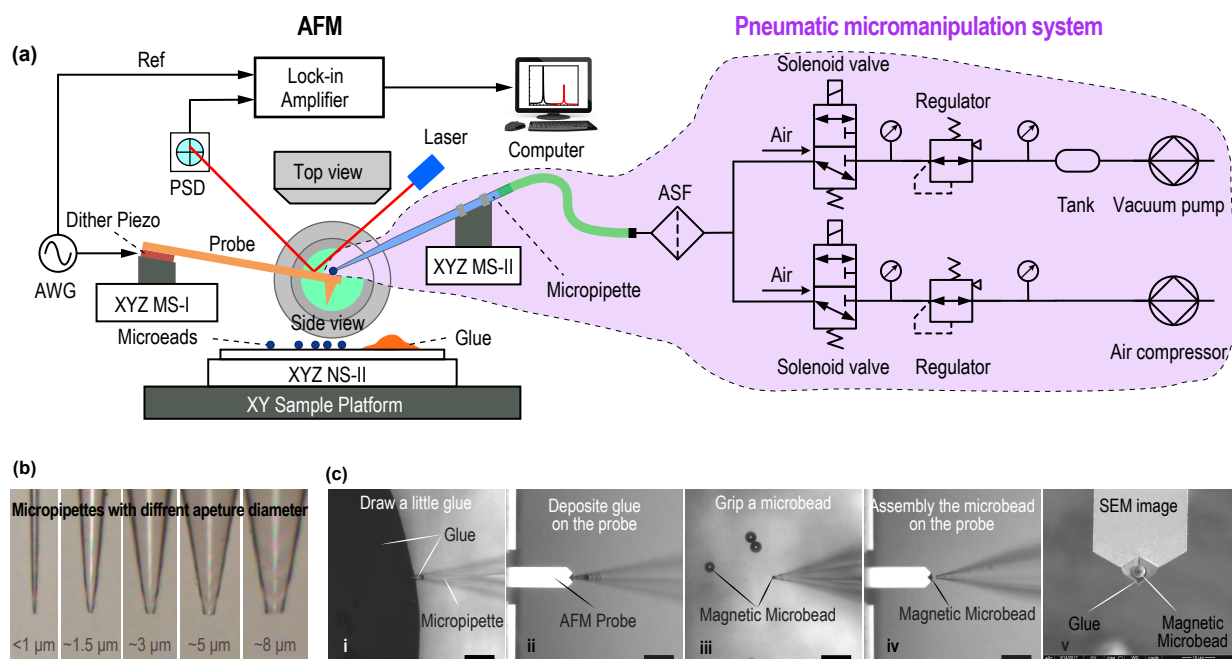 AFM
Pneumatic micromanipulation system
(a)
Ref
Lock-in
Amplifier
Solenoid valve
Regulator
Laser
Computer
Air
PSD
Top view
ASF
Tank
Vacuum pump
Dither Piezo
Probe
AWG
XYZ MS-I
XYZ MS-II
Micropipette
Air
Side view
Microeads
Glue
XYZ NS-II
XY Sample Platform
Solenoid valve
Regulator
Air compressor
(b)
Micropipettes with diffrent apeture diameter
<1 µm
~1.5 µm
~3 µm
~5 µm
~8 µm
(c)
Draw a little glue
Glue
Micropipette
i
Deposite glue
on the probe
AFM Probe
ii
Grip a microbead
Magnetic Microbead
iii
Assembly the microbead
on the probe
Magnetic Microbead
iv
SEM image
Glue
Magnetic
Microbead
v